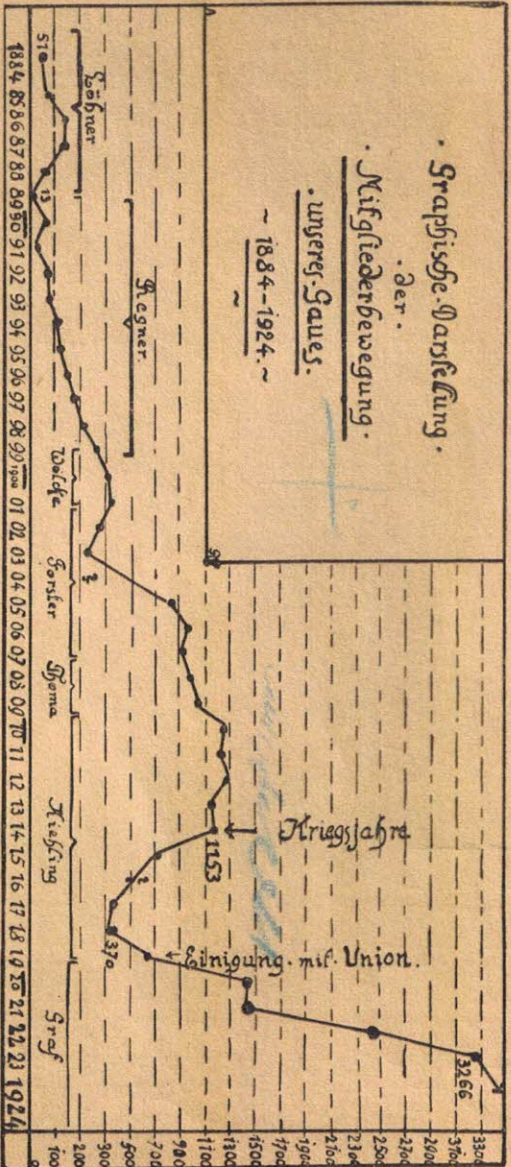 · Graphische · Darstellung ·
· der ·
· Mitgliederbewegung ·
· unseres · Gaues ·
~ 1884-1924. ~
~
Kriegsjahre
1153
?
?
370
Einigung · mit · Union.
3266
51
13
Löhner
Regner.
Wolcke
Forster
Thoma
Kießling
Graf
1884 85 86 87 88 89 90 91 92 93 94 95 96 97 98 99 1900 01 02 03 04 05 06 07 08 09 10 11 12 13 14 15 16 17 18 19 20 21 22 23 1924
0
100
200
300
500
700
900
1100
1300
1500
1700
1900
2100
2300
2500
2700
2900
3100
3300